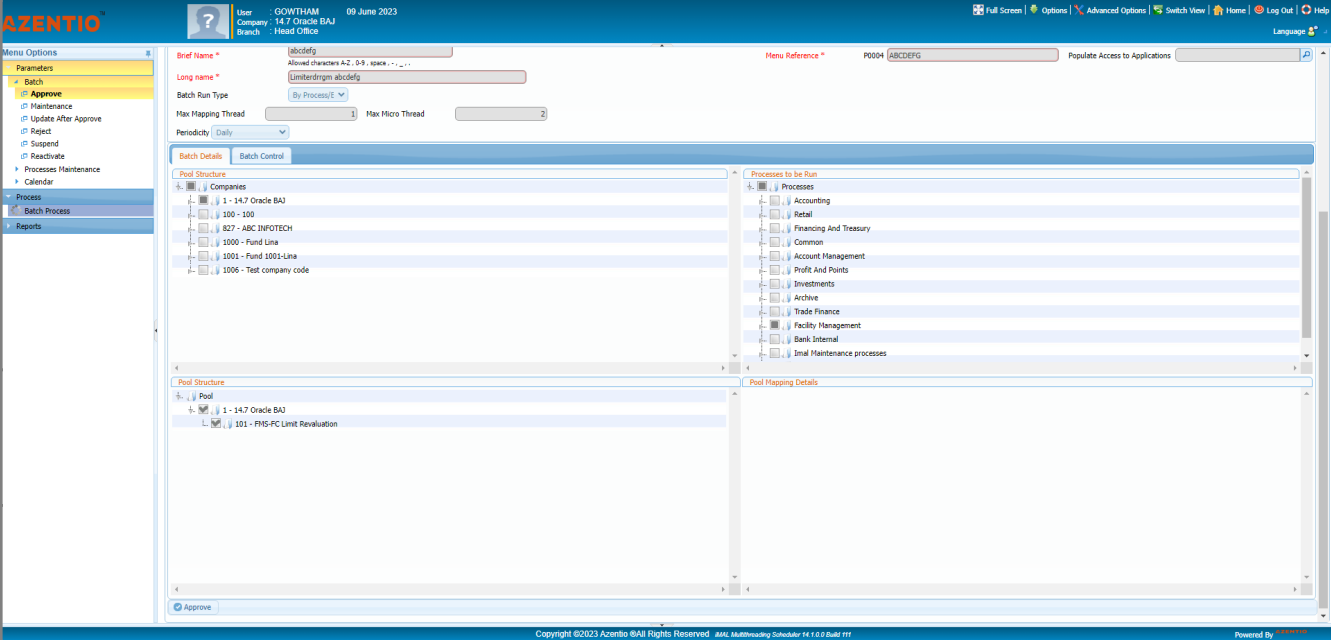 AZENTIO™
User : GOWTHAM 09 June 2023
Company : 14.7 Oracle BAJ
Branch : Head Office
Full Screen | Options | Advanced Options | Switch View | Home | Log Out | Help
Language
Menu Options
Parameters
Batch
Approve
Maintenance
Update After Approve
Reject
Suspend
Reactivate
Processes Maintenance
Calendar
Process
Batch Process
Reports
Brief Name * abcdefg Menu Reference * P0004 ABCDEFG Populate Access to Applications
Allowed characters A-Z , 0-9 , space , - , _ , .
Long name * Limiterdrrgm abcdefg
Batch Run Type By Process/E
Max Mapping Thread 1 Max Micro Thread 2
Periodicity Daily
Batch Details Batch Control
Pool Structure
Companies
1 - 14.7 Oracle BAJ
100 - 100
827 - ABC INFOTECH
1000 - Fund Lina
1001 - Fund 1001-Lina
1006 - Test company code
Processes to be Run
Processes
Accounting
Retail
Financing And Treasury
Common
Account Management
Profit And Points
Investments
Archive
Trade Finance
Facility Management
Bank Internal
Imal Maintenance processes
Pool Structure
Pool
1 - 14.7 Oracle BAJ
101 - FMS-FC Limit Revaluation
Pool Mapping Details
Approve
Copyright ©2023 Azentio ®All Rights Reserved iMAL Multithreading Scheduler 14.1.0.0 Build 111
Powered By AZENTIO